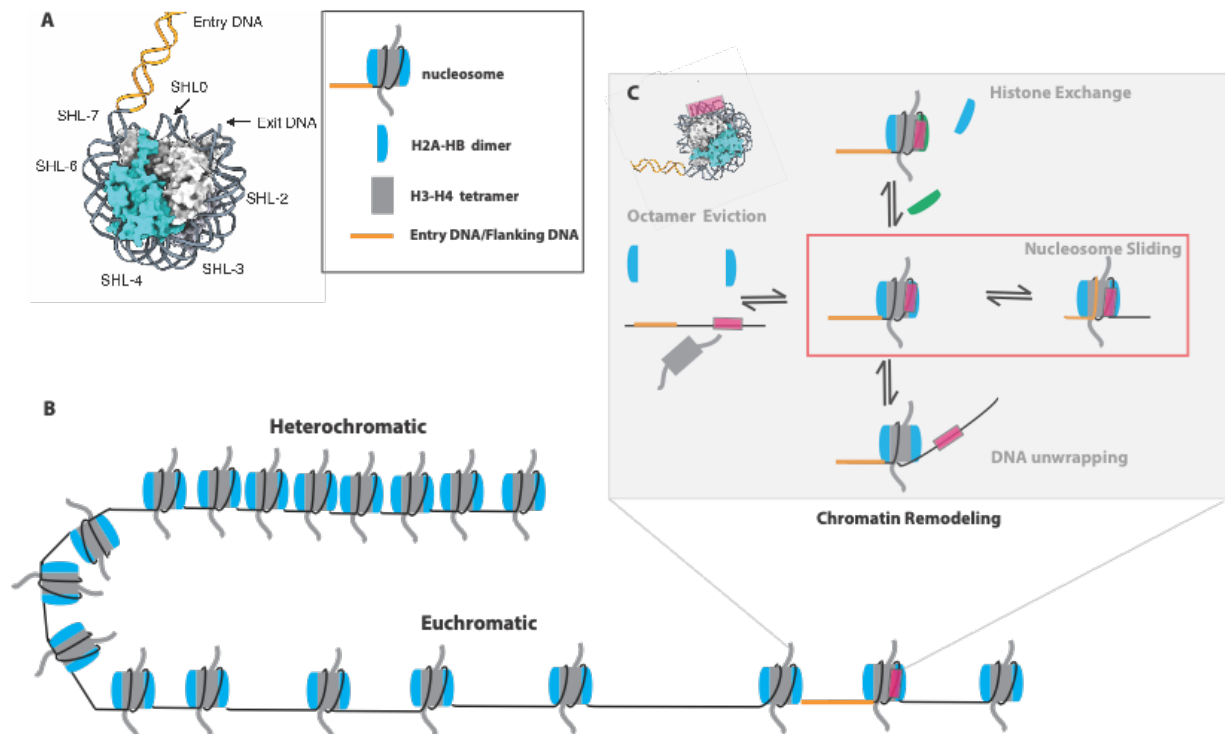 A
Entry DNA
SHL0
SHL-7
Exit DNA
SHL-6
SHL-2
SHL-3
SHL-4
nucleosome
H2A-HB dimer
H3-H4 tetramer
Entry DNA/Flanking DNA
C
Histone Exchange
Octamer Eviction
Nucleosome Sliding
DNA unwrapping
Chromatin Remodeling
B
Heterochromatic
Euchromatic